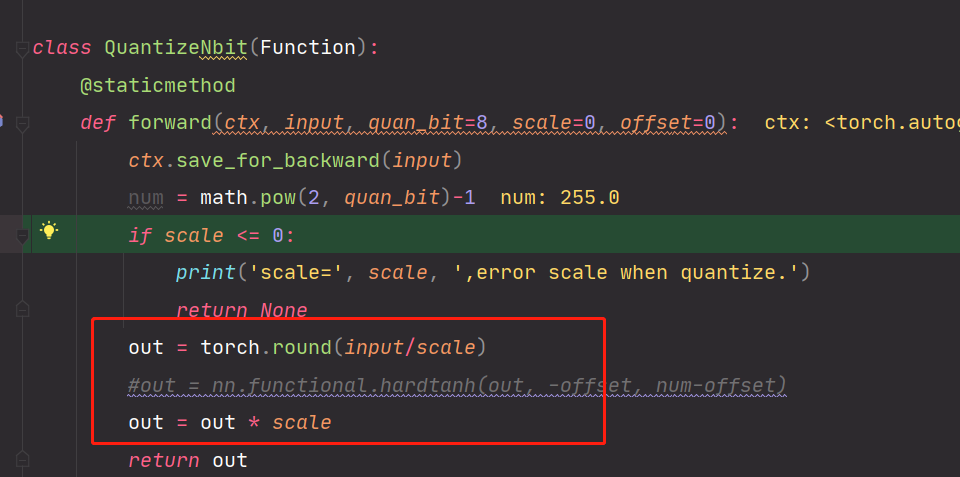 class QuantizeNbit(Function):
@staticmethod
def forward(ctx, input, quan_bit=8, scale=0, offset=0):  ctx: <torch.autog
ctx.save_for_backward(input)
num = math.pow(2, quan_bit)-1  num: 255.0
if scale <= 0:
print('scale=', scale, ',error scale when quantize.')
return None
out = torch.round(input/scale)
#out = nn.functional.hardtanh(out, -offset, num-offset)
out = out * scale
return out